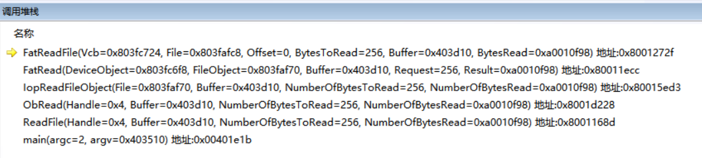 调用堆栈
名称
FatReadFile(Vcb=0x803fc724, File=0x803fafc8, Offset=0, BytesToRead=256, Buffer=0x403d10, BytesRead=0xa0010f98) 地址:0x8001272f
FatRead(DeviceObject=0x803fc6f8, FileObject=0x803faf70, Buffer=0x403d10, Request=256, Result=0xa0010f98) 地址:0x80011ecc
IopReadFileObject(File=0x803faf70, Buffer=0x403d10, NumberOfBytesToRead=256, NumberOfBytesRead=0xa0010f98) 地址:0x80015ed3
ObRead(Handle=0x4, Buffer=0x403d10, NumberOfBytesToRead=256, NumberOfBytesRead=0xa0010f98) 地址:0x8001d228
ReadFile(Handle=0x4, Buffer=0x403d10, NumberOfBytesToRead=256, NumberOfBytesRead=0xa0010f98) 地址:0x8001168d
main(argc=2, argv=0x403510) 地址:0x00401e1b